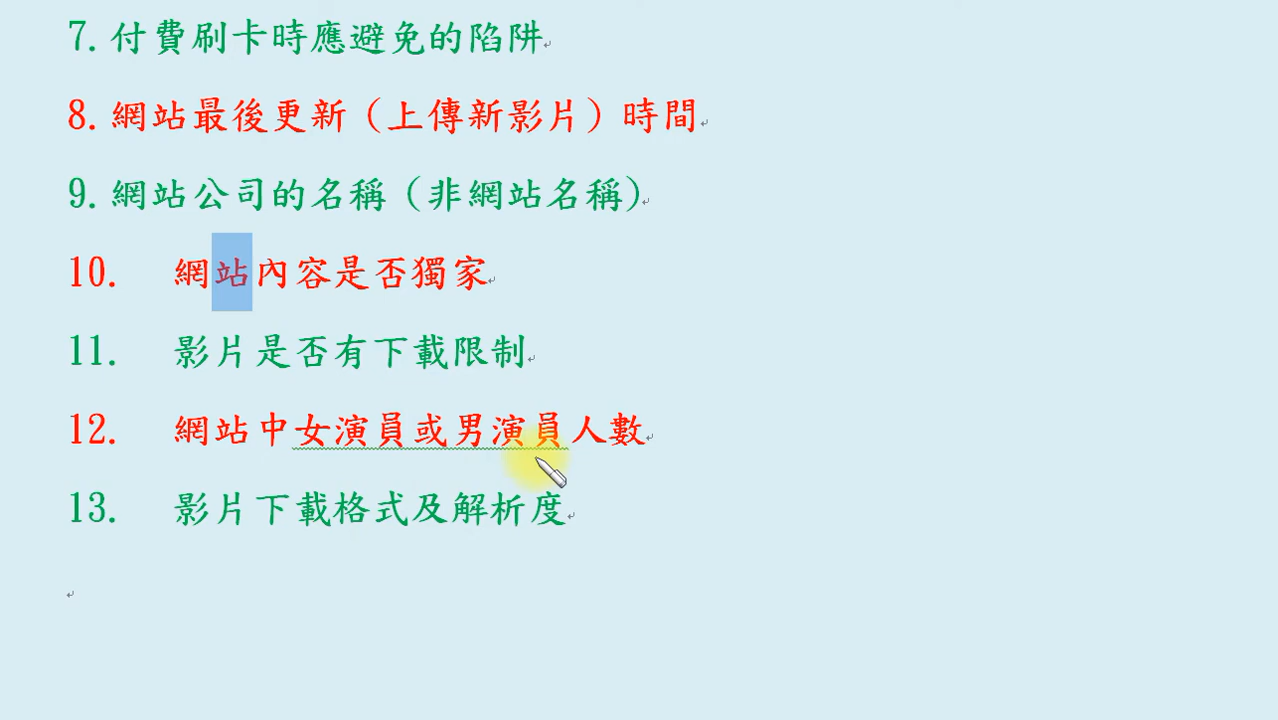 7.付費刷卡時應避免的陷阱
8.網站最後更新（上傳新影片）時間
9.網站公司的名稱（非網站名稱）
10. 網站內容是否獨家
11. 影片是否有下載限制
12. 網站中女演員或男演員人數
13. 影片下載格式及解析度